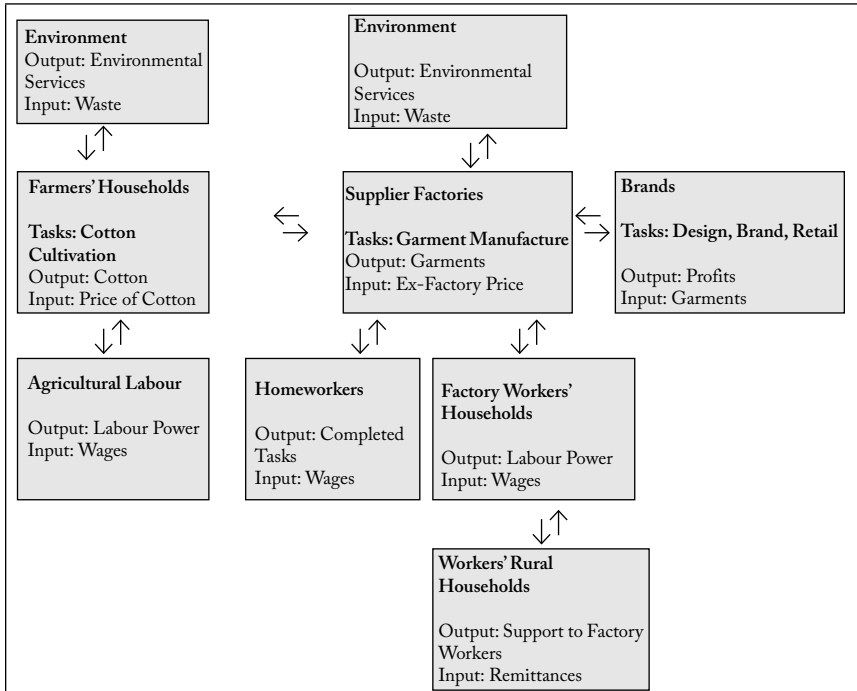 Environment
Output: Environmental
Services
Input: Waste
Environment
Output: Environmental
Services
Input: Waste
Farmers' Households
Tasks: Cotton
Cultivation
Output: Cotton
Input: Price of Cotton
Supplier Factories
Tasks: Garment Manufacture
Output: Garments
Input: Ex-Factory Price
Brands
Tasks: Design, Brand, Retail
Output: Profits
Input: Garments
Agricultural Labour
Output: Labour Power
Input: Wages
Homeworkers
Output: Completed
Tasks
Input: Wages
Factory Workers'
Households
Output: Labour Power
Input: Wages
Workers' Rural
Households
Output: Support to Factory
Workers
Input: Remittances